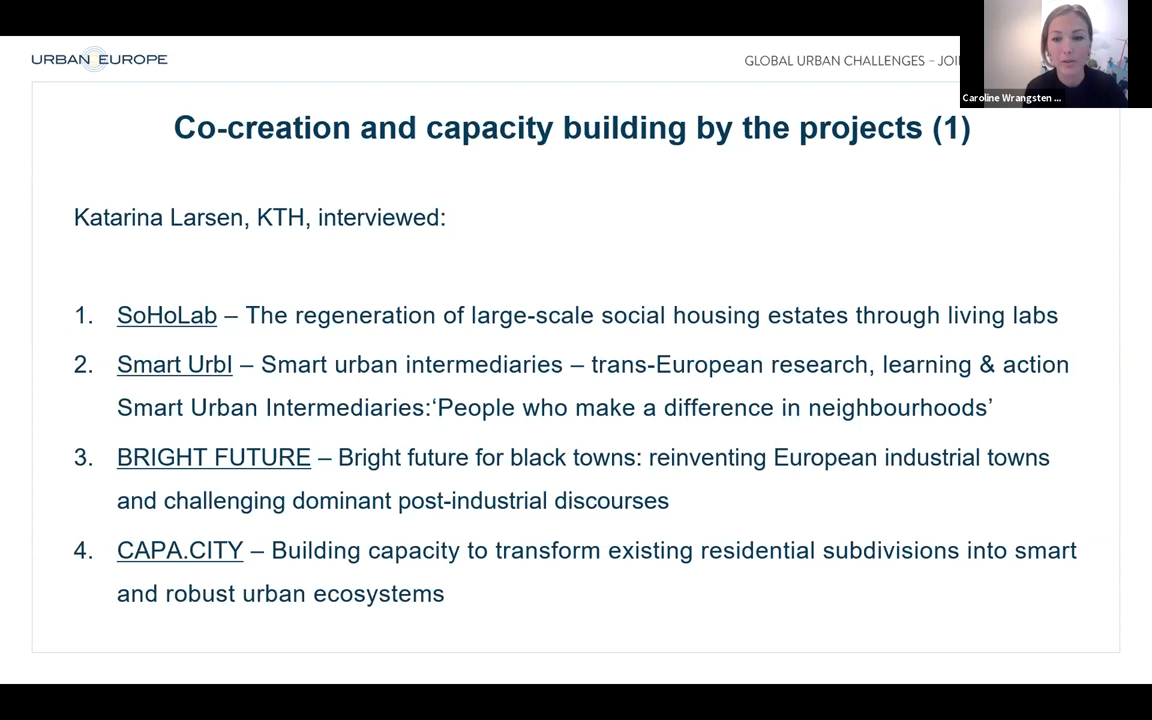 URBAN EUROPE
GLOBAL URBAN CHALLENGES – JOI
Caroline Wrangsten ...
Co-creation and capacity building by the projects (1)
Katarina Larsen, KTH, interviewed:
1. SoHoLab – The regeneration of large-scale social housing estates through living labs
2. Smart UrbI – Smart urban intermediaries – trans-European research, learning & action
Smart Urban Intermediaries:‘People who make a difference in neighbourhoods’
3. BRIGHT FUTURE – Bright future for black towns: reinventing European industrial towns
and challenging dominant post-industrial discourses
4. CAPA.CITY – Building capacity to transform existing residential subdivisions into smart
and robust urban ecosystems